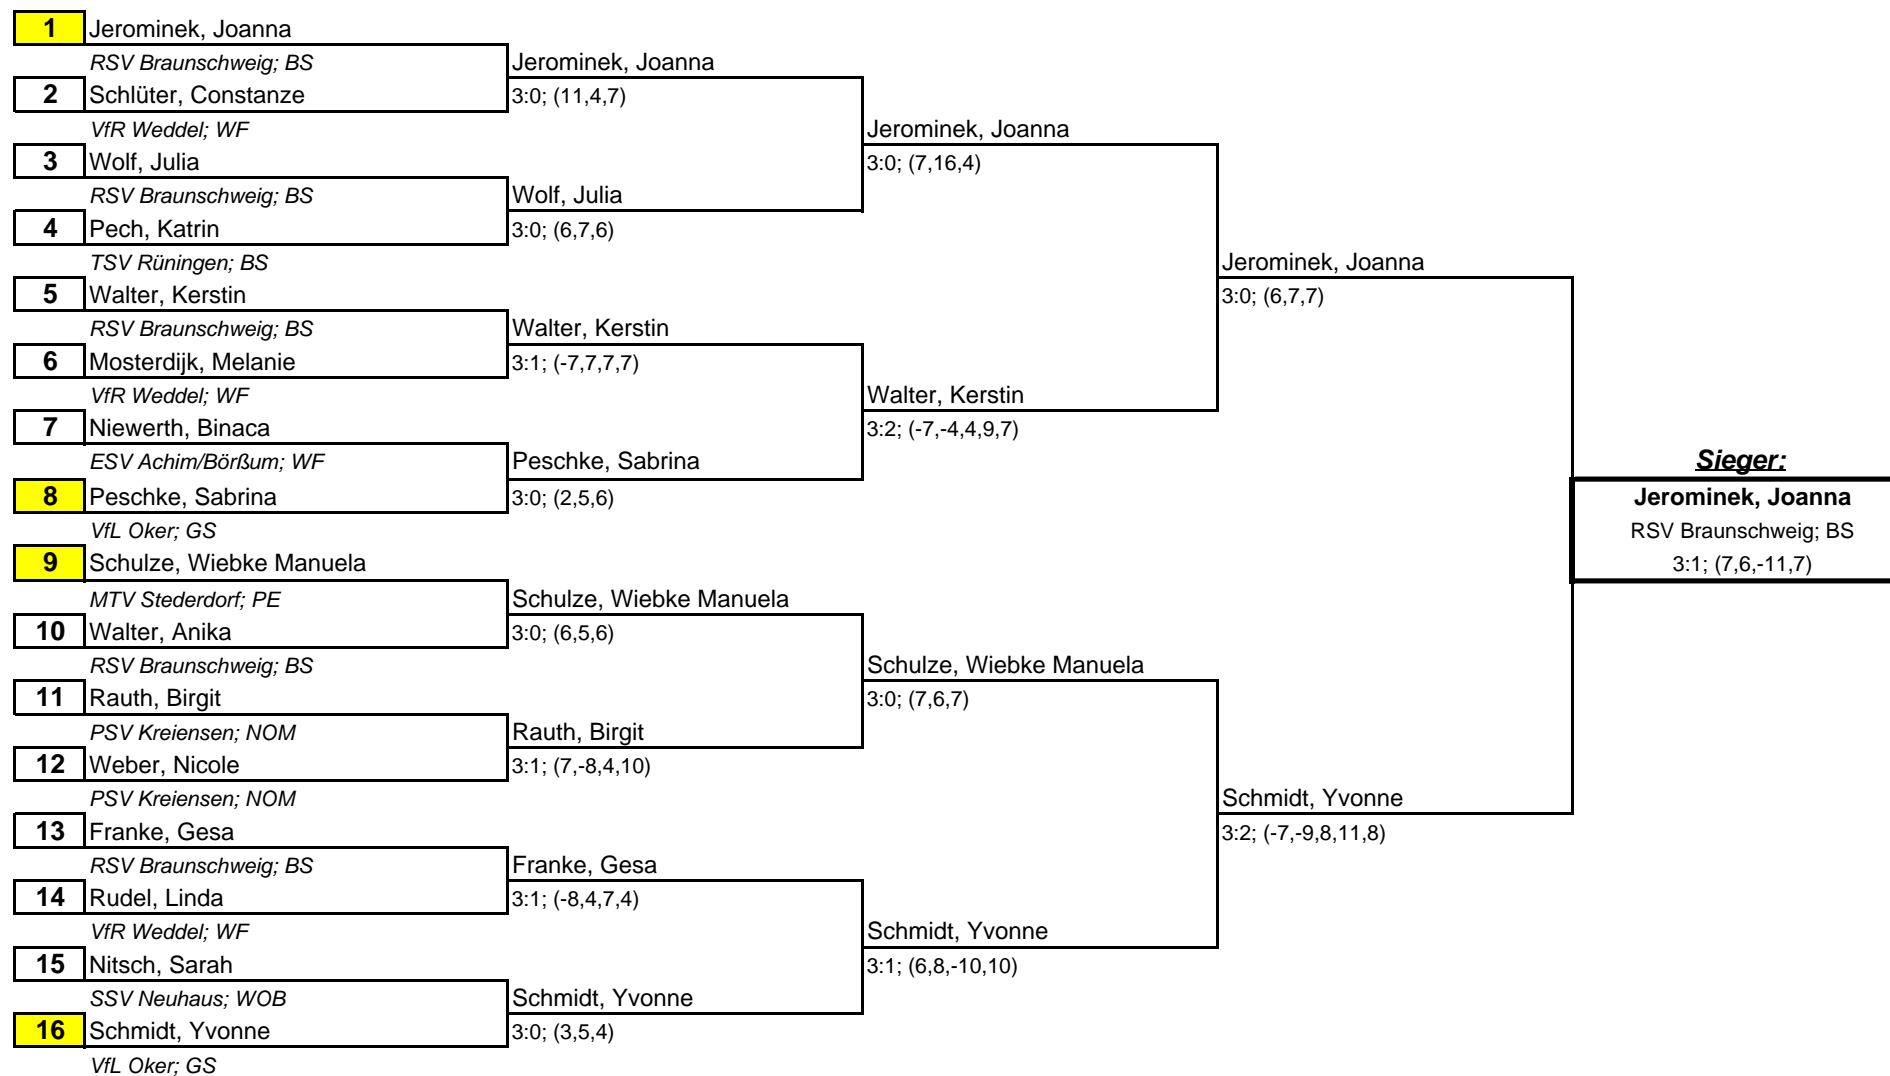 1 Jerominek, Joanna
RSV Braunschweig; BS
2 Schlüter, Constanze
VfR Weddel; WF
3 Wolf, Julia
RSV Braunschweig; BS
4 Pech, Katrin
TSV Rüningen; BS
5 Walter, Kerstin
RSV Braunschweig; BS
6 Mosterdijk, Melanie
VfR Weddel; WF
7 Niewerth, Binaca
ESV Achim/Börßum; WF
8 Peschke, Sabrina
VfL Oker; GS
9 Schulze, Wiebke Manuela
MTV Stederdorf; PE
10 Walter, Anika
RSV Braunschweig; BS
11 Rauth, Birgit
PSV Kreiensen; NOM
12 Weber, Nicole
PSV Kreiensen; NOM
13 Franke, Gesa
RSV Braunschweig; BS
14 Rudel, Linda
VfR Weddel; WF
15 Nitsch, Sarah
SSV Neuhaus; WOB
16 Schmidt, Yvonne
VfL Oker; GS
Jerominek, Joanna
3:0; (11,4,7)
Wolf, Julia
3:0; (6,7,6)
Walter, Kerstin
3:1; (-7,7,7,7)
Peschke, Sabrina
3:0; (2,5,6)
Schulze, Wiebke Manuela
3:0; (6,5,6)
Rauth, Birgit
3:1; (7,-8,4,10)
Franke, Gesa
3:1; (-8,4,7,4)
Schmidt, Yvonne
3:0; (3,5,4)
Jerominek, Joanna
3:0; (7,16,4)
Walter, Kerstin
3:2; (-7,-4,4,9,7)
Schulze, Wiebke Manuela
3:0; (7,6,7)
Schmidt, Yvonne
3:1; (6,8,-10,10)
Jerominek, Joanna
3:0; (6,7,7)
Schmidt, Yvonne
3:2; (-7,-9,8,11,8)
Sieger:
Jerominek, Joanna
RSV Braunschweig; BS
3:1; (7,6,-11,7)